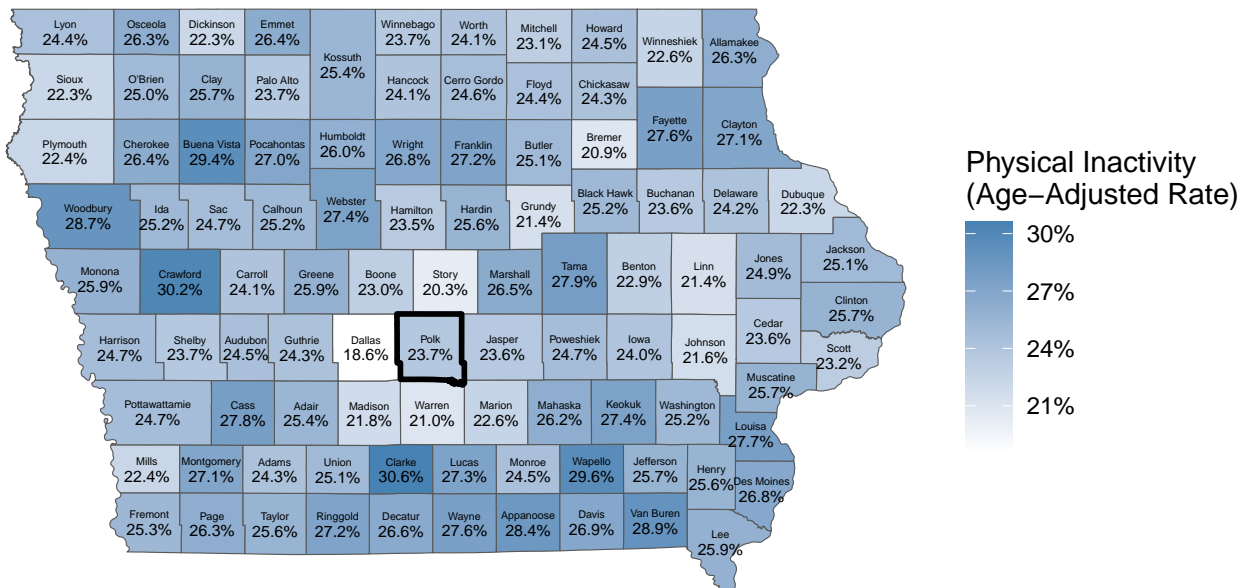 Lyon
24.4%
Osceola
26.3%
Dickinson
22.3%
Emmet
26.4%
Kossuth
25.4%
Winnebago
23.7%
Worth
24.1%
Mitchell
23.1%
Howard
24.5%
Winneshiek
22.6%
Allamakee
26.3%
Sioux
22.3%
O'Brien
25.0%
Clay
25.7%
Palo Alto
23.7%
Hancock
24.1%
Cerro Gordo
24.6%
Floyd
24.4%
Chickasaw
24.3%
Fayette
27.6%
Clayton
27.1%
Plymouth
22.4%
Cherokee
26.4%
Buena Vista
29.4%
Pocahontas
27.0%
Humboldt
26.0%
Wright
26.8%
Franklin
27.2%
Butler
25.1%
Bremer
20.9%
Woodbury
28.7%
Ida
25.2%
Sac
24.7%
Calhoun
25.2%
Webster
27.4%
Hamilton
23.5%
Hardin
25.6%
Grundy
21.4%
Black Hawk
25.2%
Buchanan
23.6%
Delaware
24.2%
Dubuque
22.3%
Monona
25.9%
Crawford
30.2%
Carroll
24.1%
Greene
25.9%
Boone
23.0%
Story
20.3%
Marshall
26.5%
Tama
27.9%
Benton
22.9%
Linn
21.4%
Jones
24.9%
Jackson
25.1%
Clinton
25.7%
Harrison
24.7%
Shelby
23.7%
Audubon
24.5%
Guthrie
24.3%
Dallas
18.6%
Polk
23.7%
Jasper
23.6%
Poweshiek
24.7%
Iowa
24.0%
Johnson
21.6%
Cedar
23.6%
Scott
23.2%
Muscatine
25.7%
Pottawattamie
24.7%
Cass
27.8%
Adair
25.4%
Madison
21.8%
Warren
21.0%
Marion
22.6%
Mahaska
26.2%
Keokuk
27.4%
Washington
25.2%
Louisa
27.7%
Mills
22.4%
Montgomery
27.1%
Adams
24.3%
Union
25.1%
Clarke
30.6%
Lucas
27.3%
Monroe
24.5%
Wapello
29.6%
Jefferson
25.7%
Henry
25.6%
Des Moines
26.8%
Fremont
25.3%
Page
26.3%
Taylor
25.6%
Ringgold
27.2%
Decatur
26.6%
Wayne
27.6%
Appanoose
28.4%
Davis
26.9%
Van Buren
28.9%
Lee
25.9%
Physical Inactivity
(Age−Adjusted Rate)
30%
27%
24%
21%